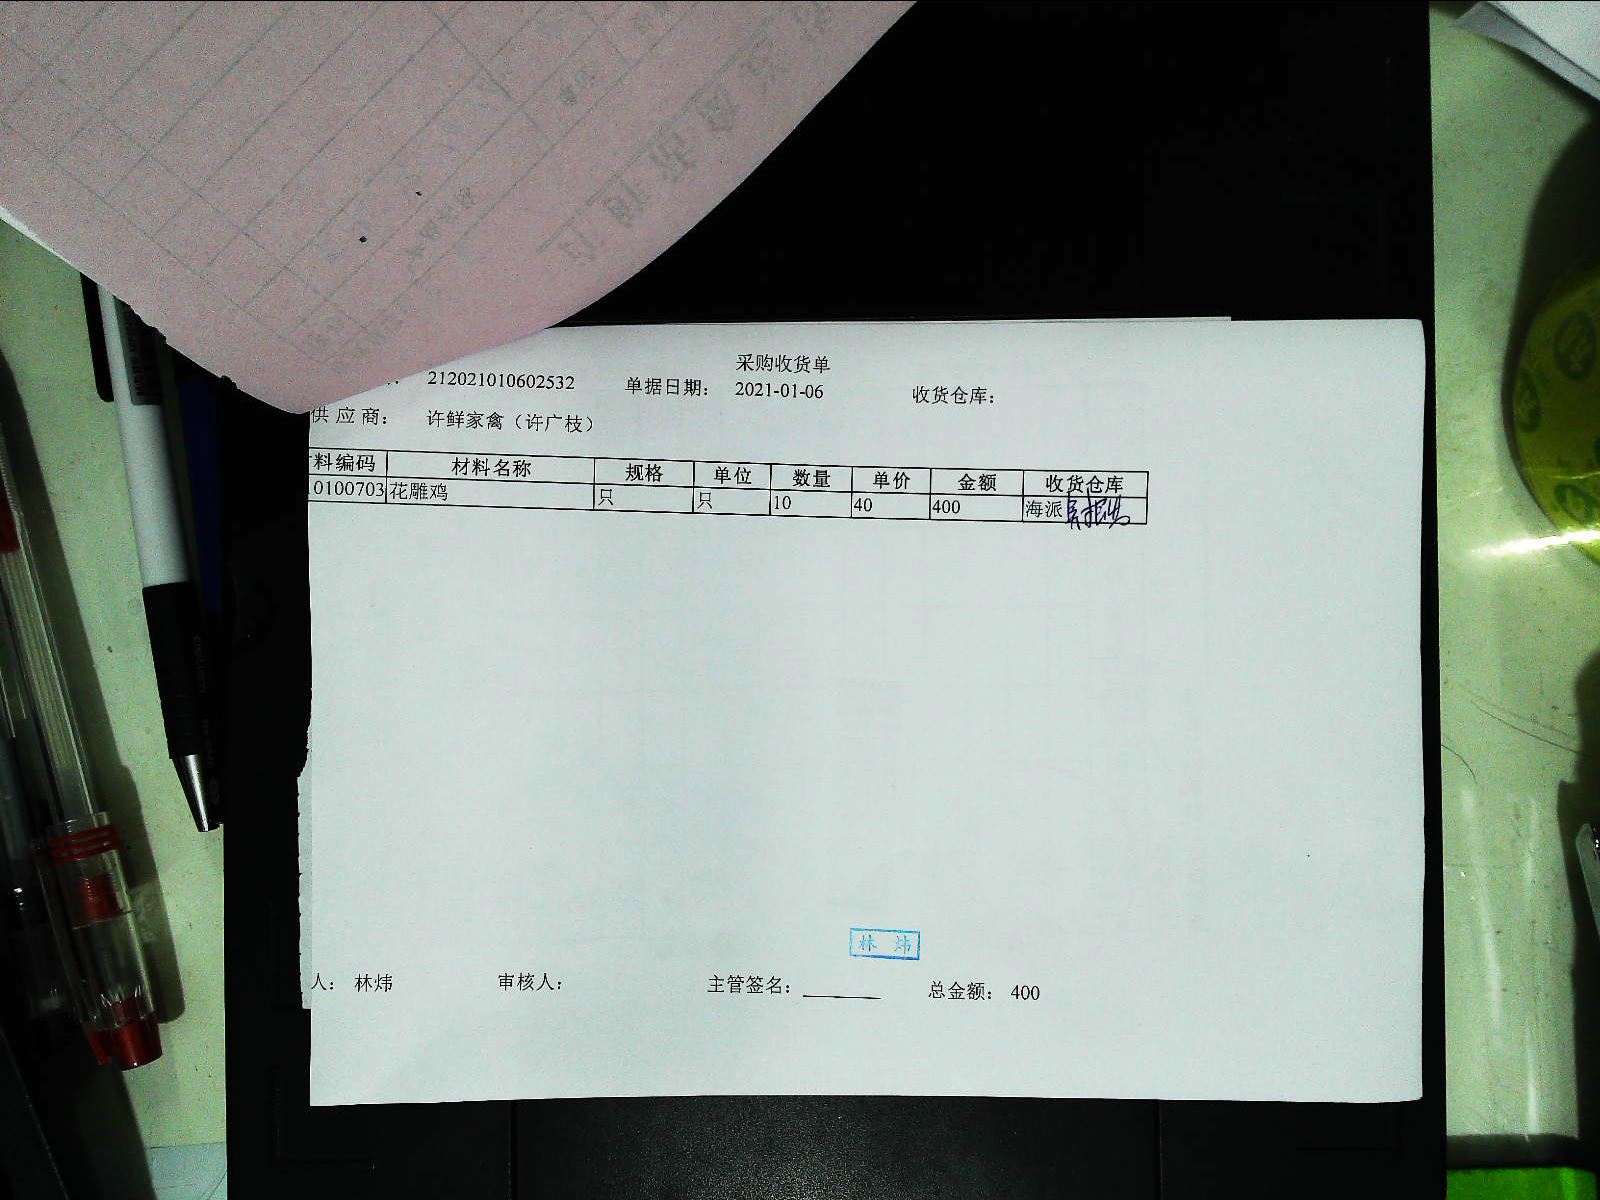 采购收货单
212021010602532 单据日期： 2021-01-06 收货仓库：
供应商： 许鲜家禽（许广枝）
料编码 材料名称 规格 单位 数量 单价 金额 收货仓库
10100703 花雕鸡 只 只 10 40 400 海派
林炜
人： 林炜 审核人： 主管签名： 总金额： 400